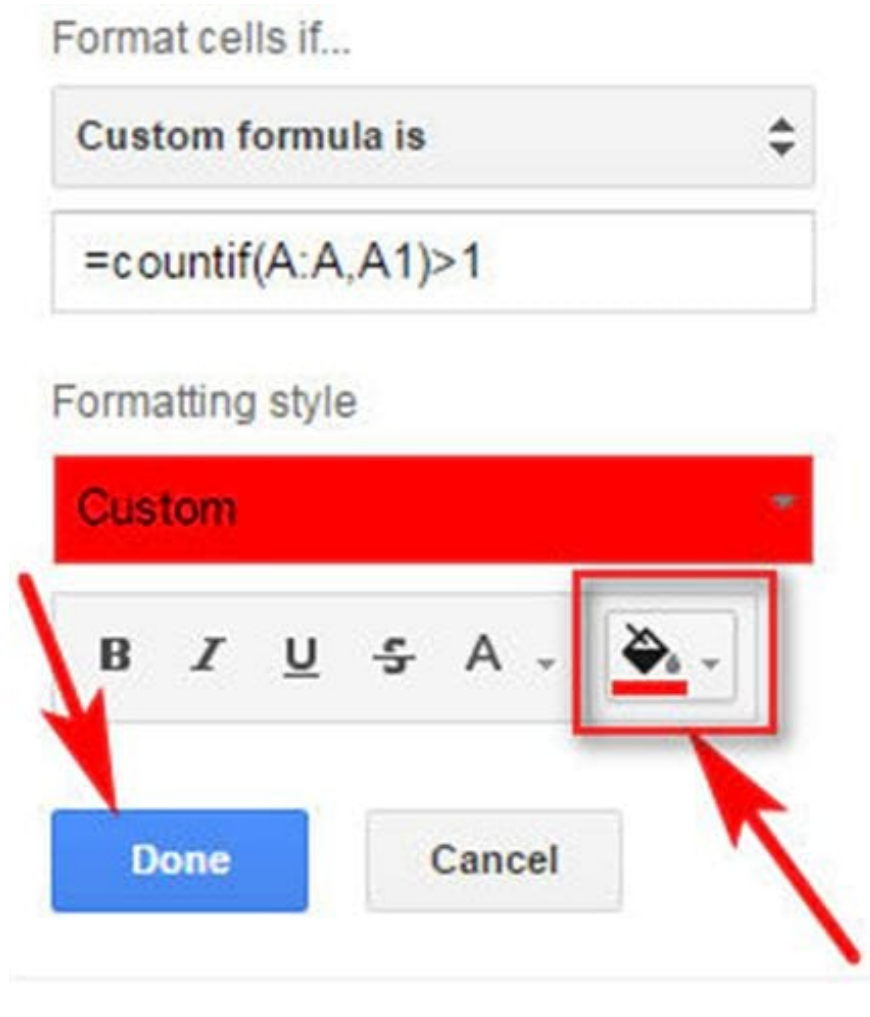 Format cells if...
Custom formula is
=countif(A:A,A1)>1
Formatting style
Custom
B I U S A
Done Cancel